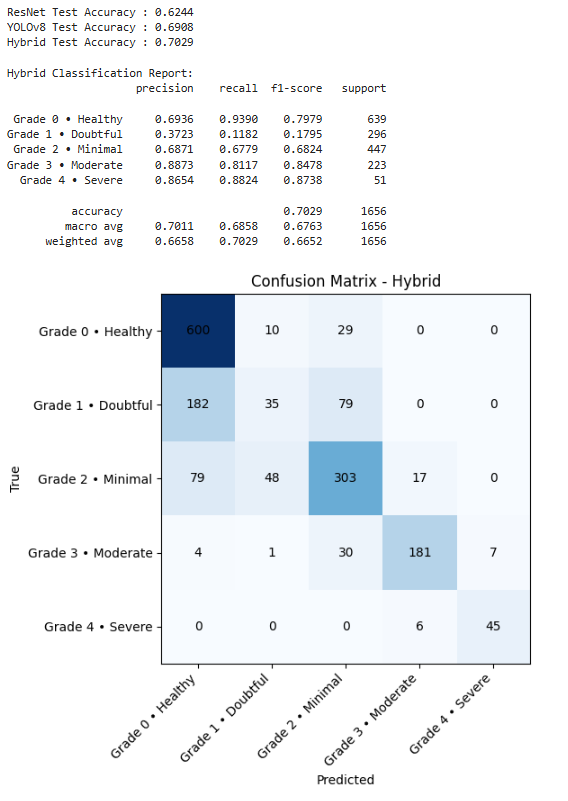 ResNet Test Accuracy : 0.6244
YOLOv8 Test Accuracy : 0.6908
Hybrid Test Accuracy : 0.7029
Hybrid Classification Report:
precision recall f1-score support
Grade 0 • Healthy 0.6936 0.9390 0.7979 639
Grade 1 • Doubtful 0.3723 0.1182 0.1795 296
Grade 2 • Minimal 0.6871 0.6779 0.6824 447
Grade 3 • Moderate 0.8873 0.8117 0.8478 223
Grade 4 • Severe 0.8654 0.8824 0.8738 51
accuracy 0.7029 1656
macro avg 0.7011 0.6858 0.6763 1656
weighted avg 0.6658 0.7029 0.6652 1656
Confusion Matrix - Hybrid
Grade 0 • Healthy 600 10 29 0 0
Grade 1 • Doubtful 182 35 79 0 0
Grade 2 • Minimal 79 48 303 17 0
Grade 3 • Moderate 4 1 30 181 7
Grade 4 • Severe 0 0 0 6 45
True
Grade 0 • Healthy
Grade 1 • Doubtful
Grade 2 • Minimal
Grade 3 • Moderate
Grade 4 • Severe
Predicted